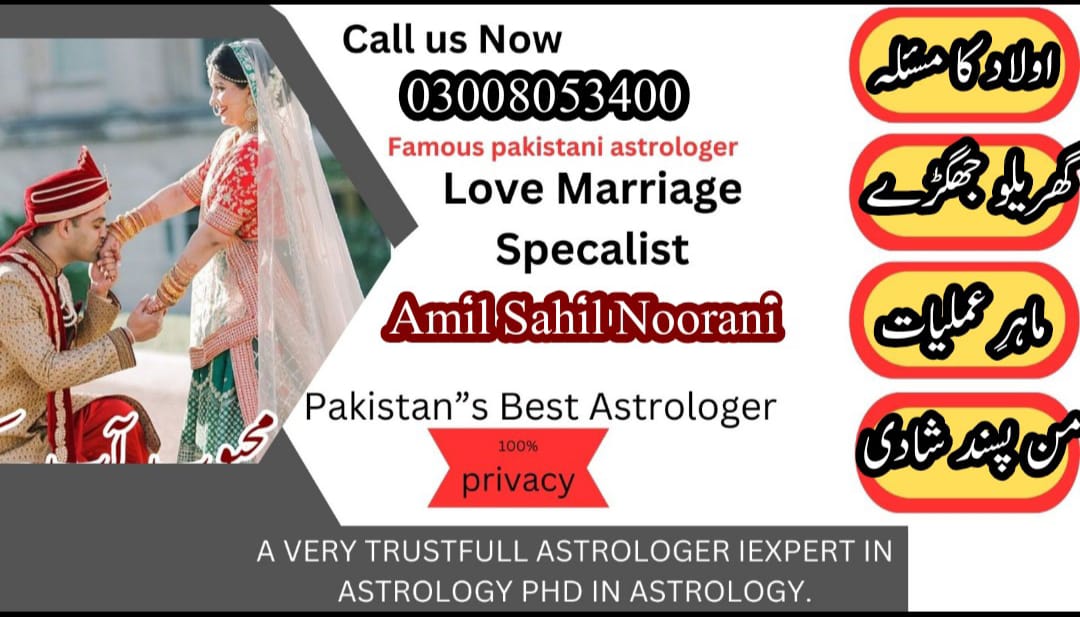 Call us Now
03008053400
Famous pakistani astrologer
Love Marriage
Specalist
Amil Sahil Noorani
Pakistan”s Best Astrologer
100%
privacy
A VERY TRUSTFULL ASTROLOGER IEXPERT IN
ASTROLOGY PHD IN ASTROLOGY.
اولاد کا مسئلہ
گھریلو جھگڑے
ماہرِ عملیات
من پسند شادی